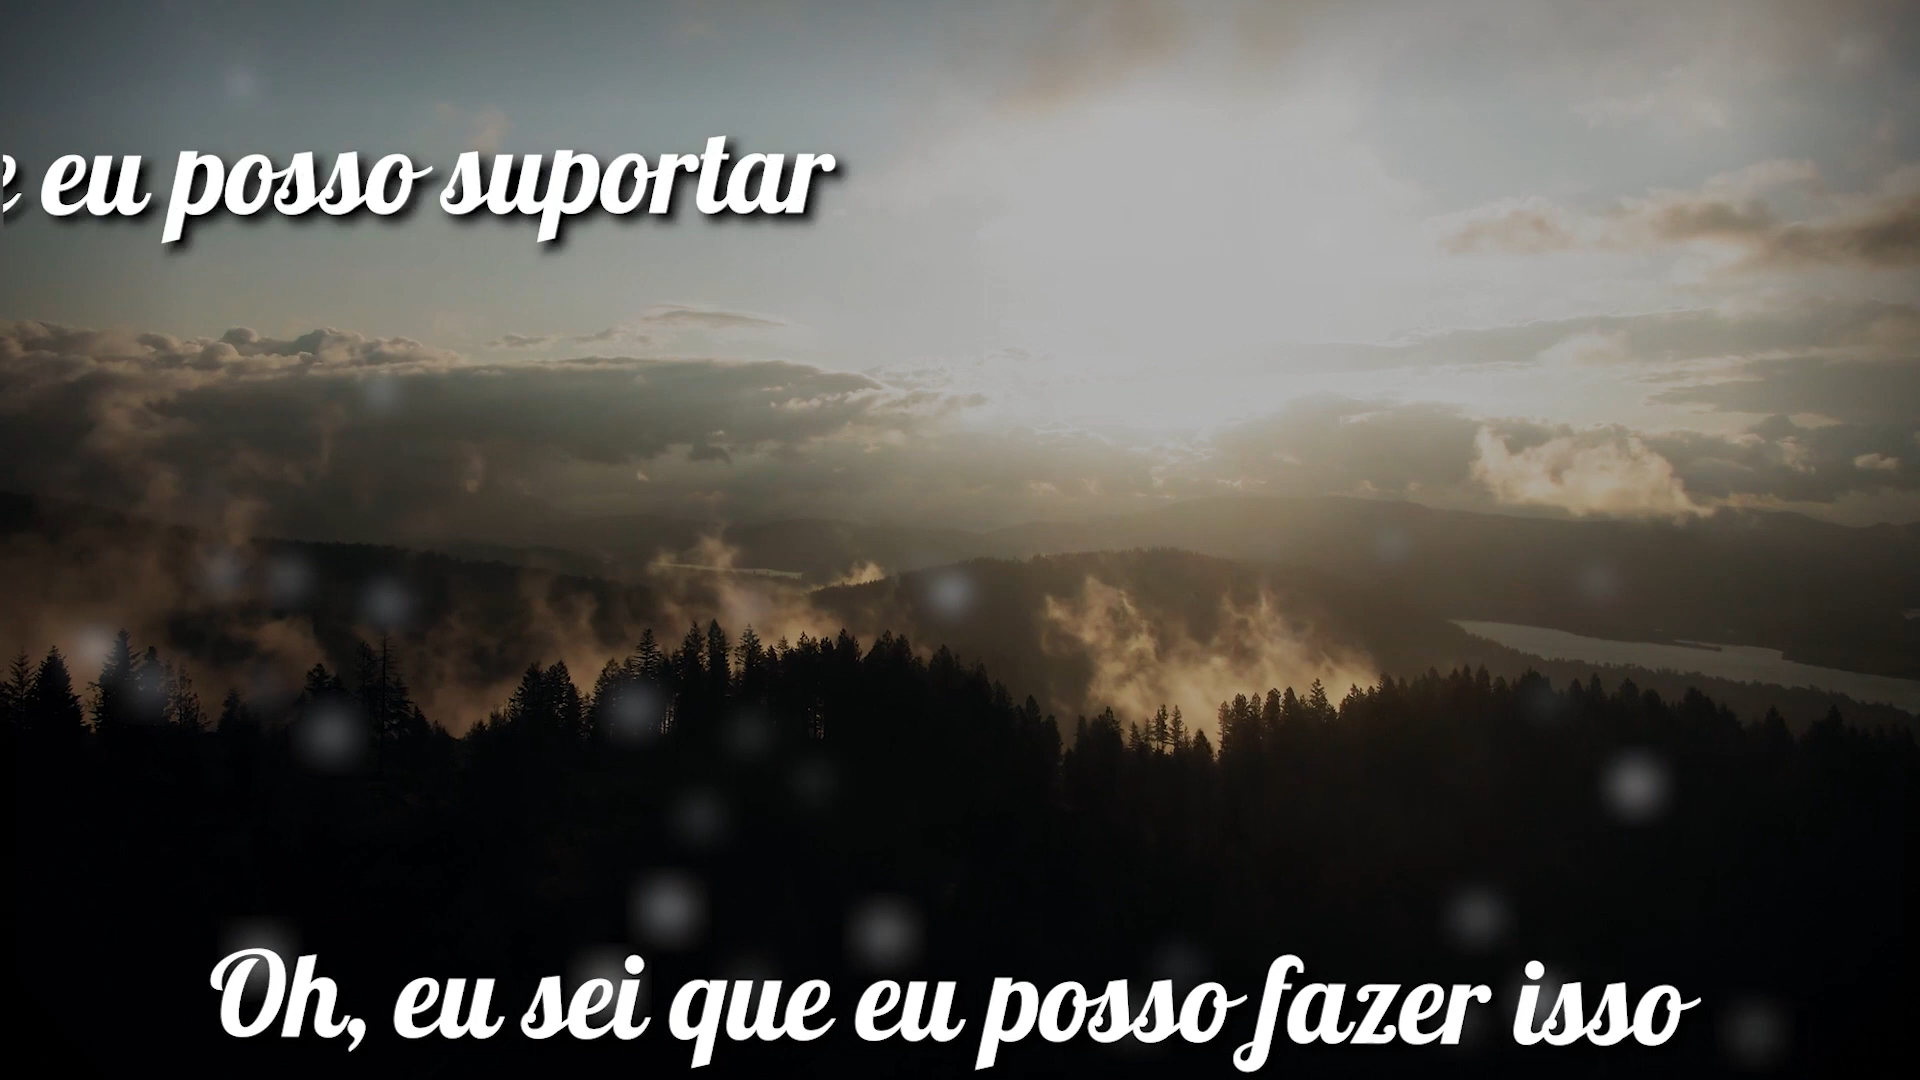 eu posso suportar
Oh, eu sei que eu posso fazer isso